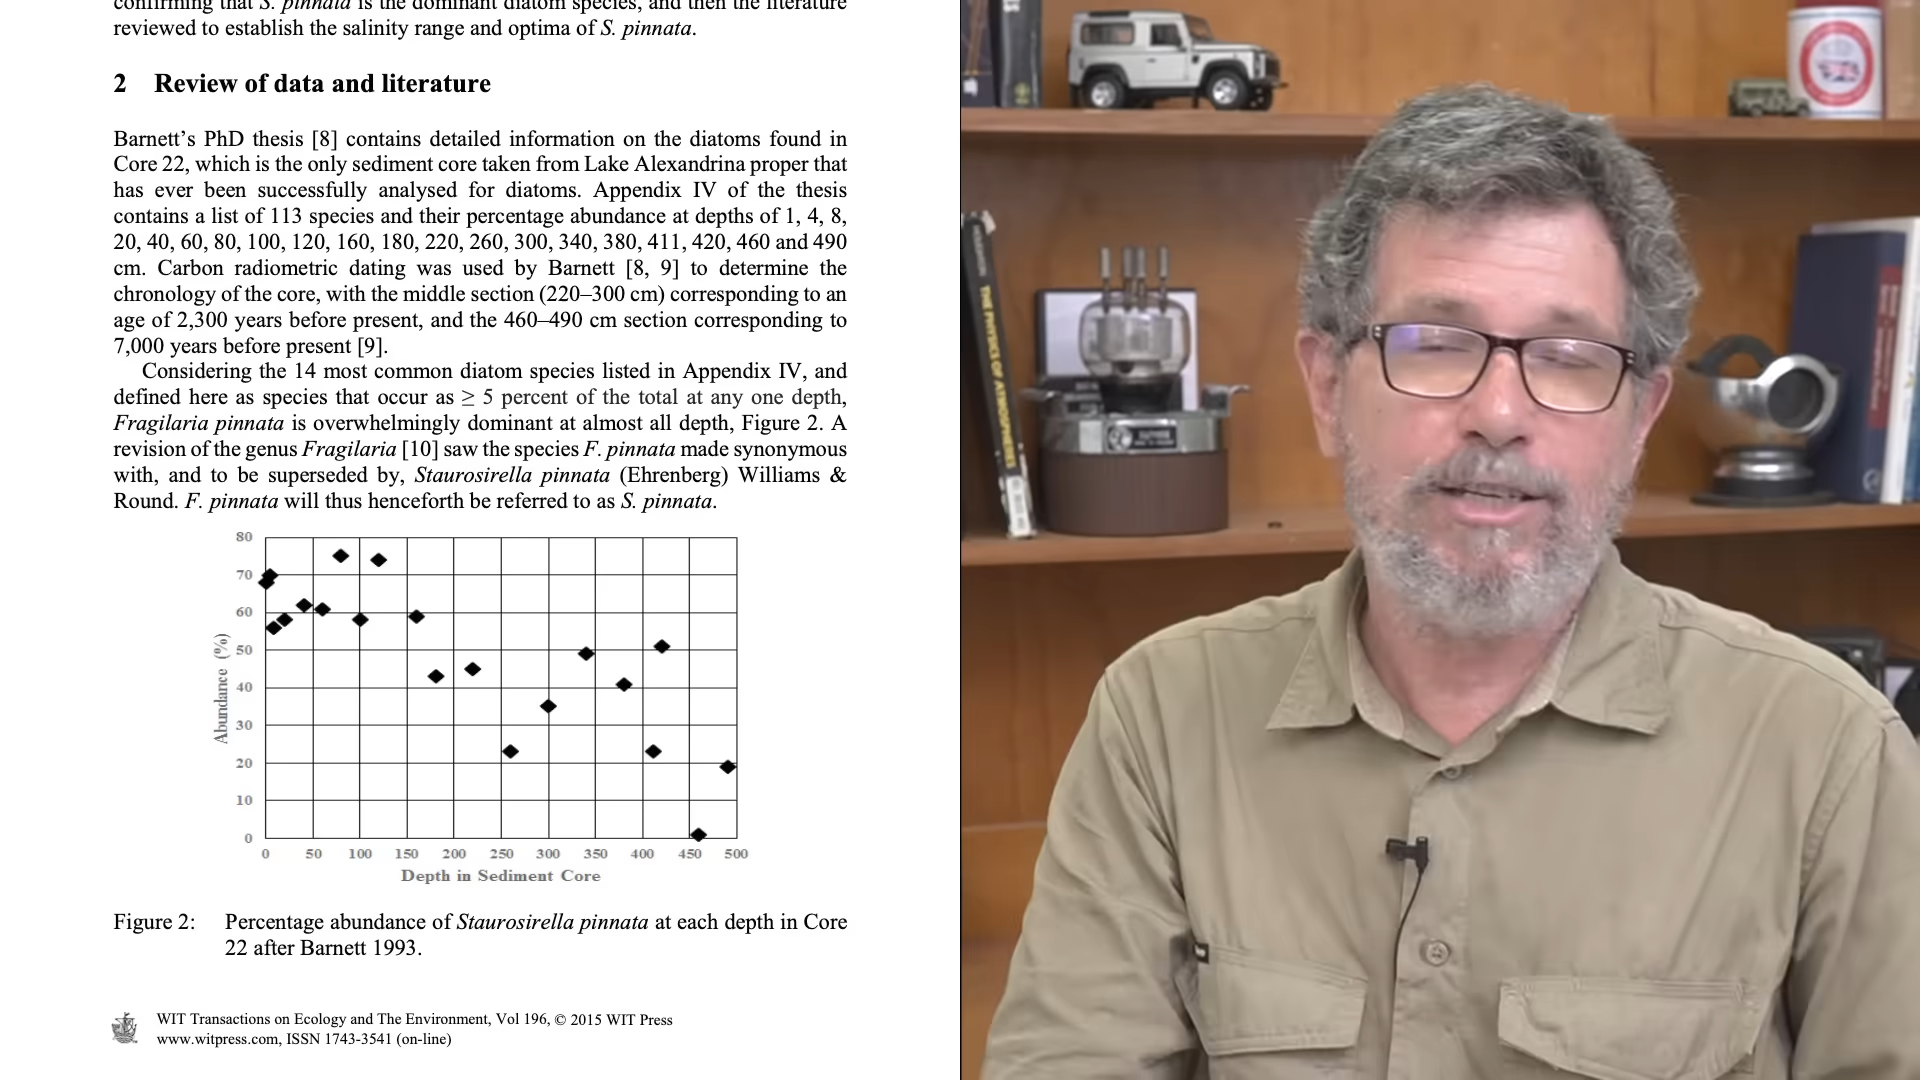 confirming that S. pinnata is the dominant diatom species, and then the literature
reviewed to establish the salinity range and optima of S. pinnata.
2 Review of data and literature
Barnett's PhD thesis [8] contains detailed information on the diatoms found in
Core 22, which is the only sediment core taken from Lake Alexandrina proper that
has ever been successfully analysed for diatoms. Appendix IV of the thesis
contains a list of 113 species and their percentage abundance at depths of 1, 4, 8,
20, 40, 60, 80, 100, 120, 160, 180, 220, 260, 300, 340, 380, 411, 420, 460 and 490
cm. Carbon radiometric dating was used by Barnett [8, 9] to determine the
chronology of the core, with the middle section (220–300 cm) corresponding to an
age of 2,300 years before present, and the 460–490 cm section corresponding to
7,000 years before present [9].
Considering the 14 most common diatom species listed in Appendix IV, and
defined here as species that occur as ≥ 5 percent of the total at any one depth,
Fragilaria pinnata is overwhelmingly dominant at almost all depth, Figure 2. A
revision of the genus Fragilaria [10] saw the species F. pinnata made synonymous
with, and to be superseded by, Staurosirella pinnata (Ehrenberg) Williams &
Round. F. pinnata will thus henceforth be referred to as S. pinnata.
80
70
60
50
40
30
20
10
0
Abundance (%)
0 50 100 150 200 250 300 350 400 450 500
Depth in Sediment Core
Figure 2: Percentage abundance of Staurosirella pinnata at each depth in Core
22 after Barnett 1993.
WIT Transactions on Ecology and The Environment, Vol 196, © 2015 WIT Press
www.witpress.com, ISSN 1743-3541 (on-line)
THE PHYSICS OF ATMOSPHERES